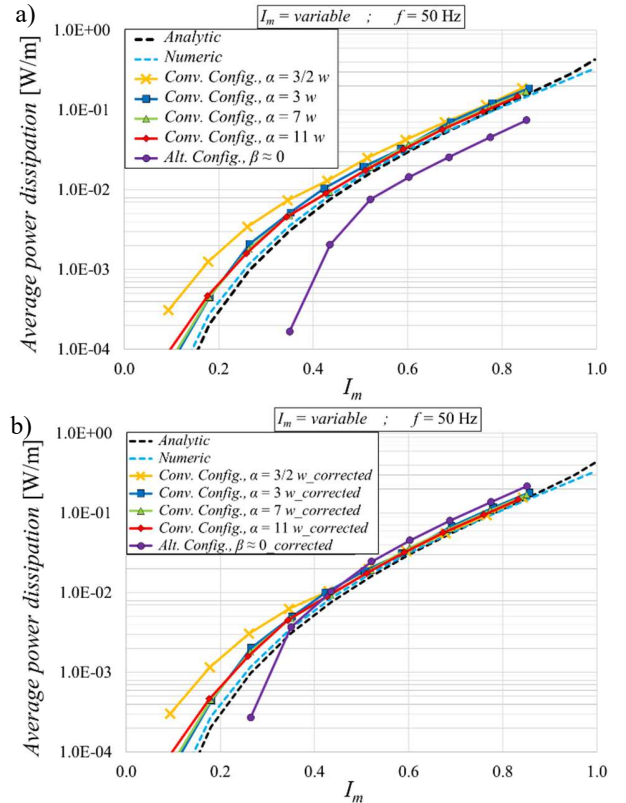 a)
I_m = variable ; f = 50 Hz
Average power dissipation [W/m]
1.0E+00
1.0E-01
1.0E-02
1.0E-03
1.0E-04
Analytic
Numeric
Conv. Config., α = 3/2 w
Conv. Config., α = 3 w
Conv. Config., α = 7 w
Conv. Config., α = 11 w
Alt. Config., β ≈ 0
0.0 0.2 0.4 0.6 0.8 1.0
I_m
b)
I_m = variable ; f = 50 Hz
Average power dissipation [W/m]
1.0E+00
1.0E-01
1.0E-02
1.0E-03
1.0E-04
Analytic
Numeric
Conv. Config., α = 3/2 w_corrected
Conv. Config., α = 3 w_corrected
Conv. Config., α = 7 w_corrected
Conv. Config., α = 11 w_corrected
Alt. Config., β ≈ 0_corrected
0.0 0.2 0.4 0.6 0.8 1.0
I_m